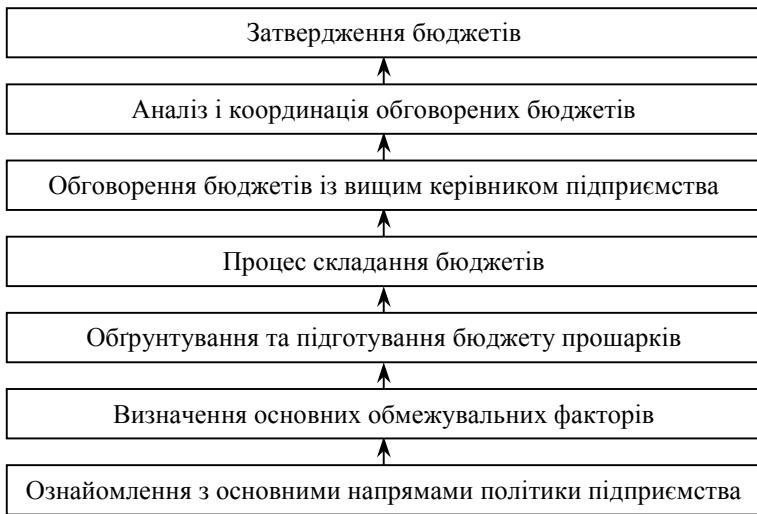 Затвердження бюджетів
Аналіз і координація обговорених бюджетів
Обговорення бюджетів із вищим керівником підприємства
Процес складання бюджетів
Обґрунтування та підготування бюджету прошарків
Визначення основних обмежувальних факторів
Ознайомлення з основними напрямами політики підприємства